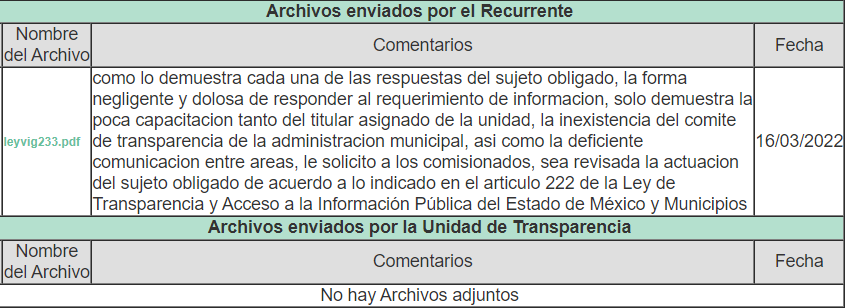 Archivos enviados por el Recurrente
Nombre
del Archivo
Comentarios
Fecha
leyvig233.pdf
como lo demuestra cada una de las respuestas del sujeto obligado, la forma
negligente y dolosa de responder al requerimiento de informacion, solo demuestra la
poca capacitacion tanto del titular asignado de la unidad, la inexistencia del comite
de transparencia de la administracion municipal, asi como la deficiente
comunicacion entre areas, le solicito a los comisionados, sea revisada la actuacion
del sujeto obligado de acuerdo a lo indicado en el articulo 222 de la Ley de
Transparencia y Acceso a la Información Pública del Estado de México y Municipios
16/03/2022
Archivos enviados por la Unidad de Transparencia
Nombre
del Archivo
Comentarios
Fecha
No hay Archivos adjuntos